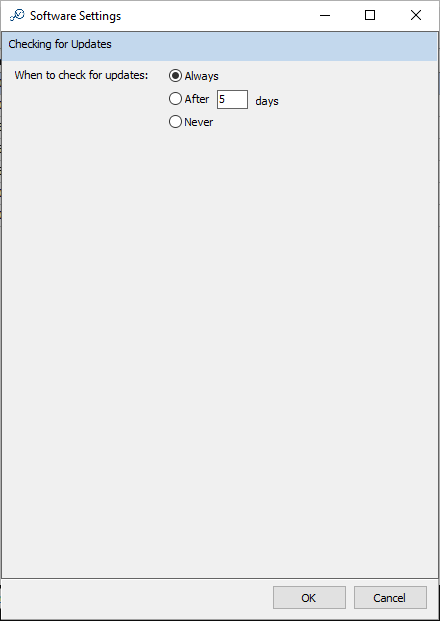 Software Settings
Checking for Updates
When to check for updates: Always
After 5 days
Never
OK Cancel